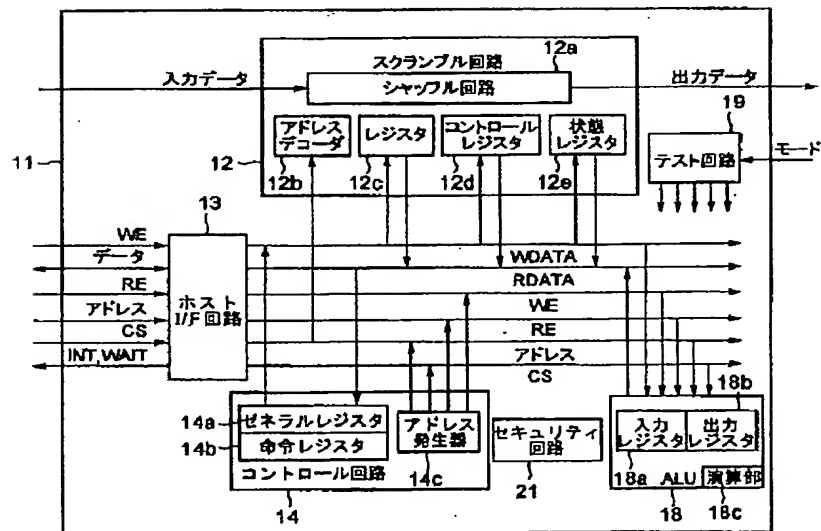 スクランブル回路
12a
入力データ
シャッフル回路
出力データ
アドレス
デコーダ
レジスタ
コントロール
レジスタ
状態
レジスタ
19
テスト回路
モード
11
12
12b
12c
12d
12e
13
WE
データ
RE
アドレス
CS
INT,WAIT
ホスト
I/F回路
WDATA
RDATA
WE
RE
アドレス
CS
14a
ゼネラルレジスタ
14b
命令レジスタ
コントロール回路
アドレス
発生器
14c
14
セキュリティ
回路
21
18b
入力
レジスタ
出力
レジスタ
18a
ALU
演算部
18
18c